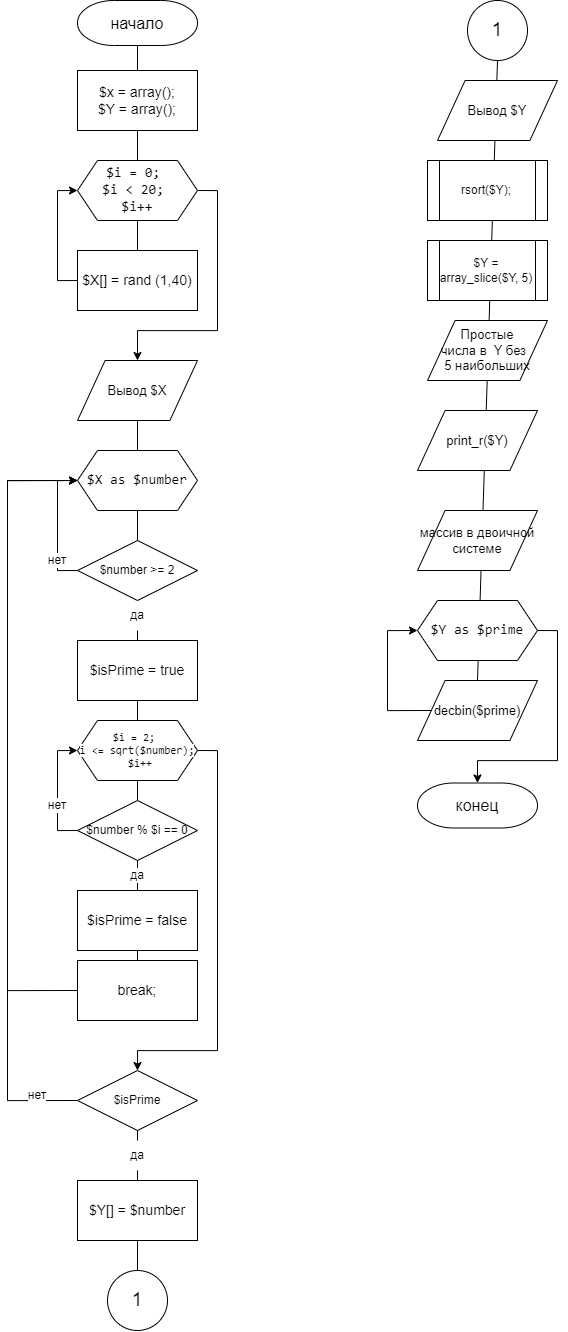 начало
$x = array();
$Y = array();
$i = 0;
$i < 20;
$i++
$X[] = rand (1,40)
Вывод $X
$X as $number
нет
$number >= 2
да
$isPrime = true
$i = 2;
i <= sqrt($number);
$i++
нет
$number % $i == 0
да
$isPrime = false
break;
нет
$isPrime
да
$Y[] = $number
1
1
Вывод $Y
rsort($Y);
$Y =
array_slice($Y, 5)
Простые
числа в Y без
5 наибольших
print_r($Y)
массив в двоичной
системе
$Y as $prime
decbin($prime)
конец